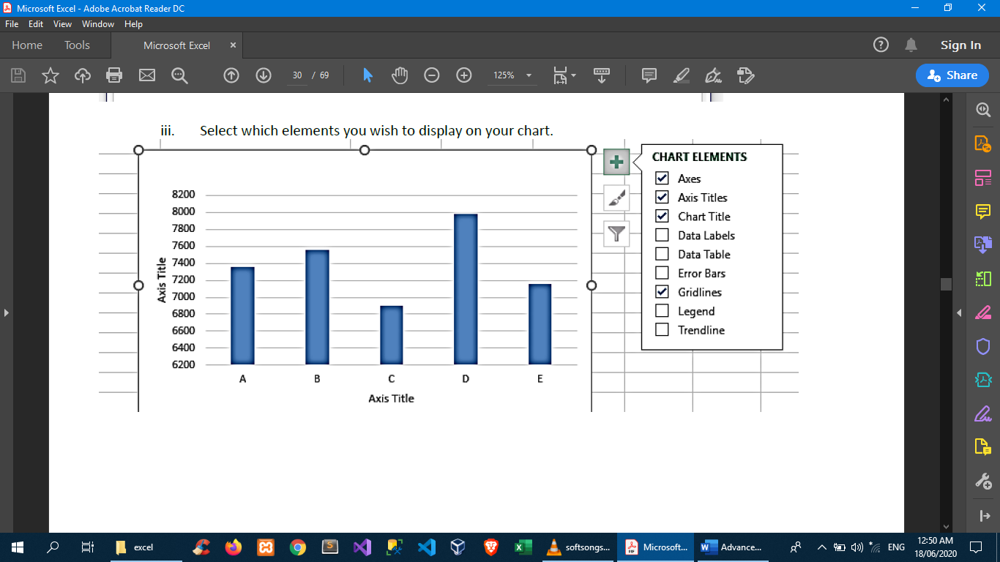 Microsoft Excel - Adobe Acrobat Reader DC
File Edit View Window Help
Home Tools Microsoft Excel Sign In
30 / 69 125% Share
iii. Select which elements you wish to display on your chart.
CHART ELEMENTS
Axes
Axis Titles
Chart Title
Data Labels
Data Table
Error Bars
Gridlines
Legend
Trendline
8200
8000
7800
7600
7400
7200
7000
6800
6600
6400
6200
Axis Title
A B C D E
Axis Title
excel softsongs... Microsoft... Advance... ENG 12:50 AM
18/06/2020